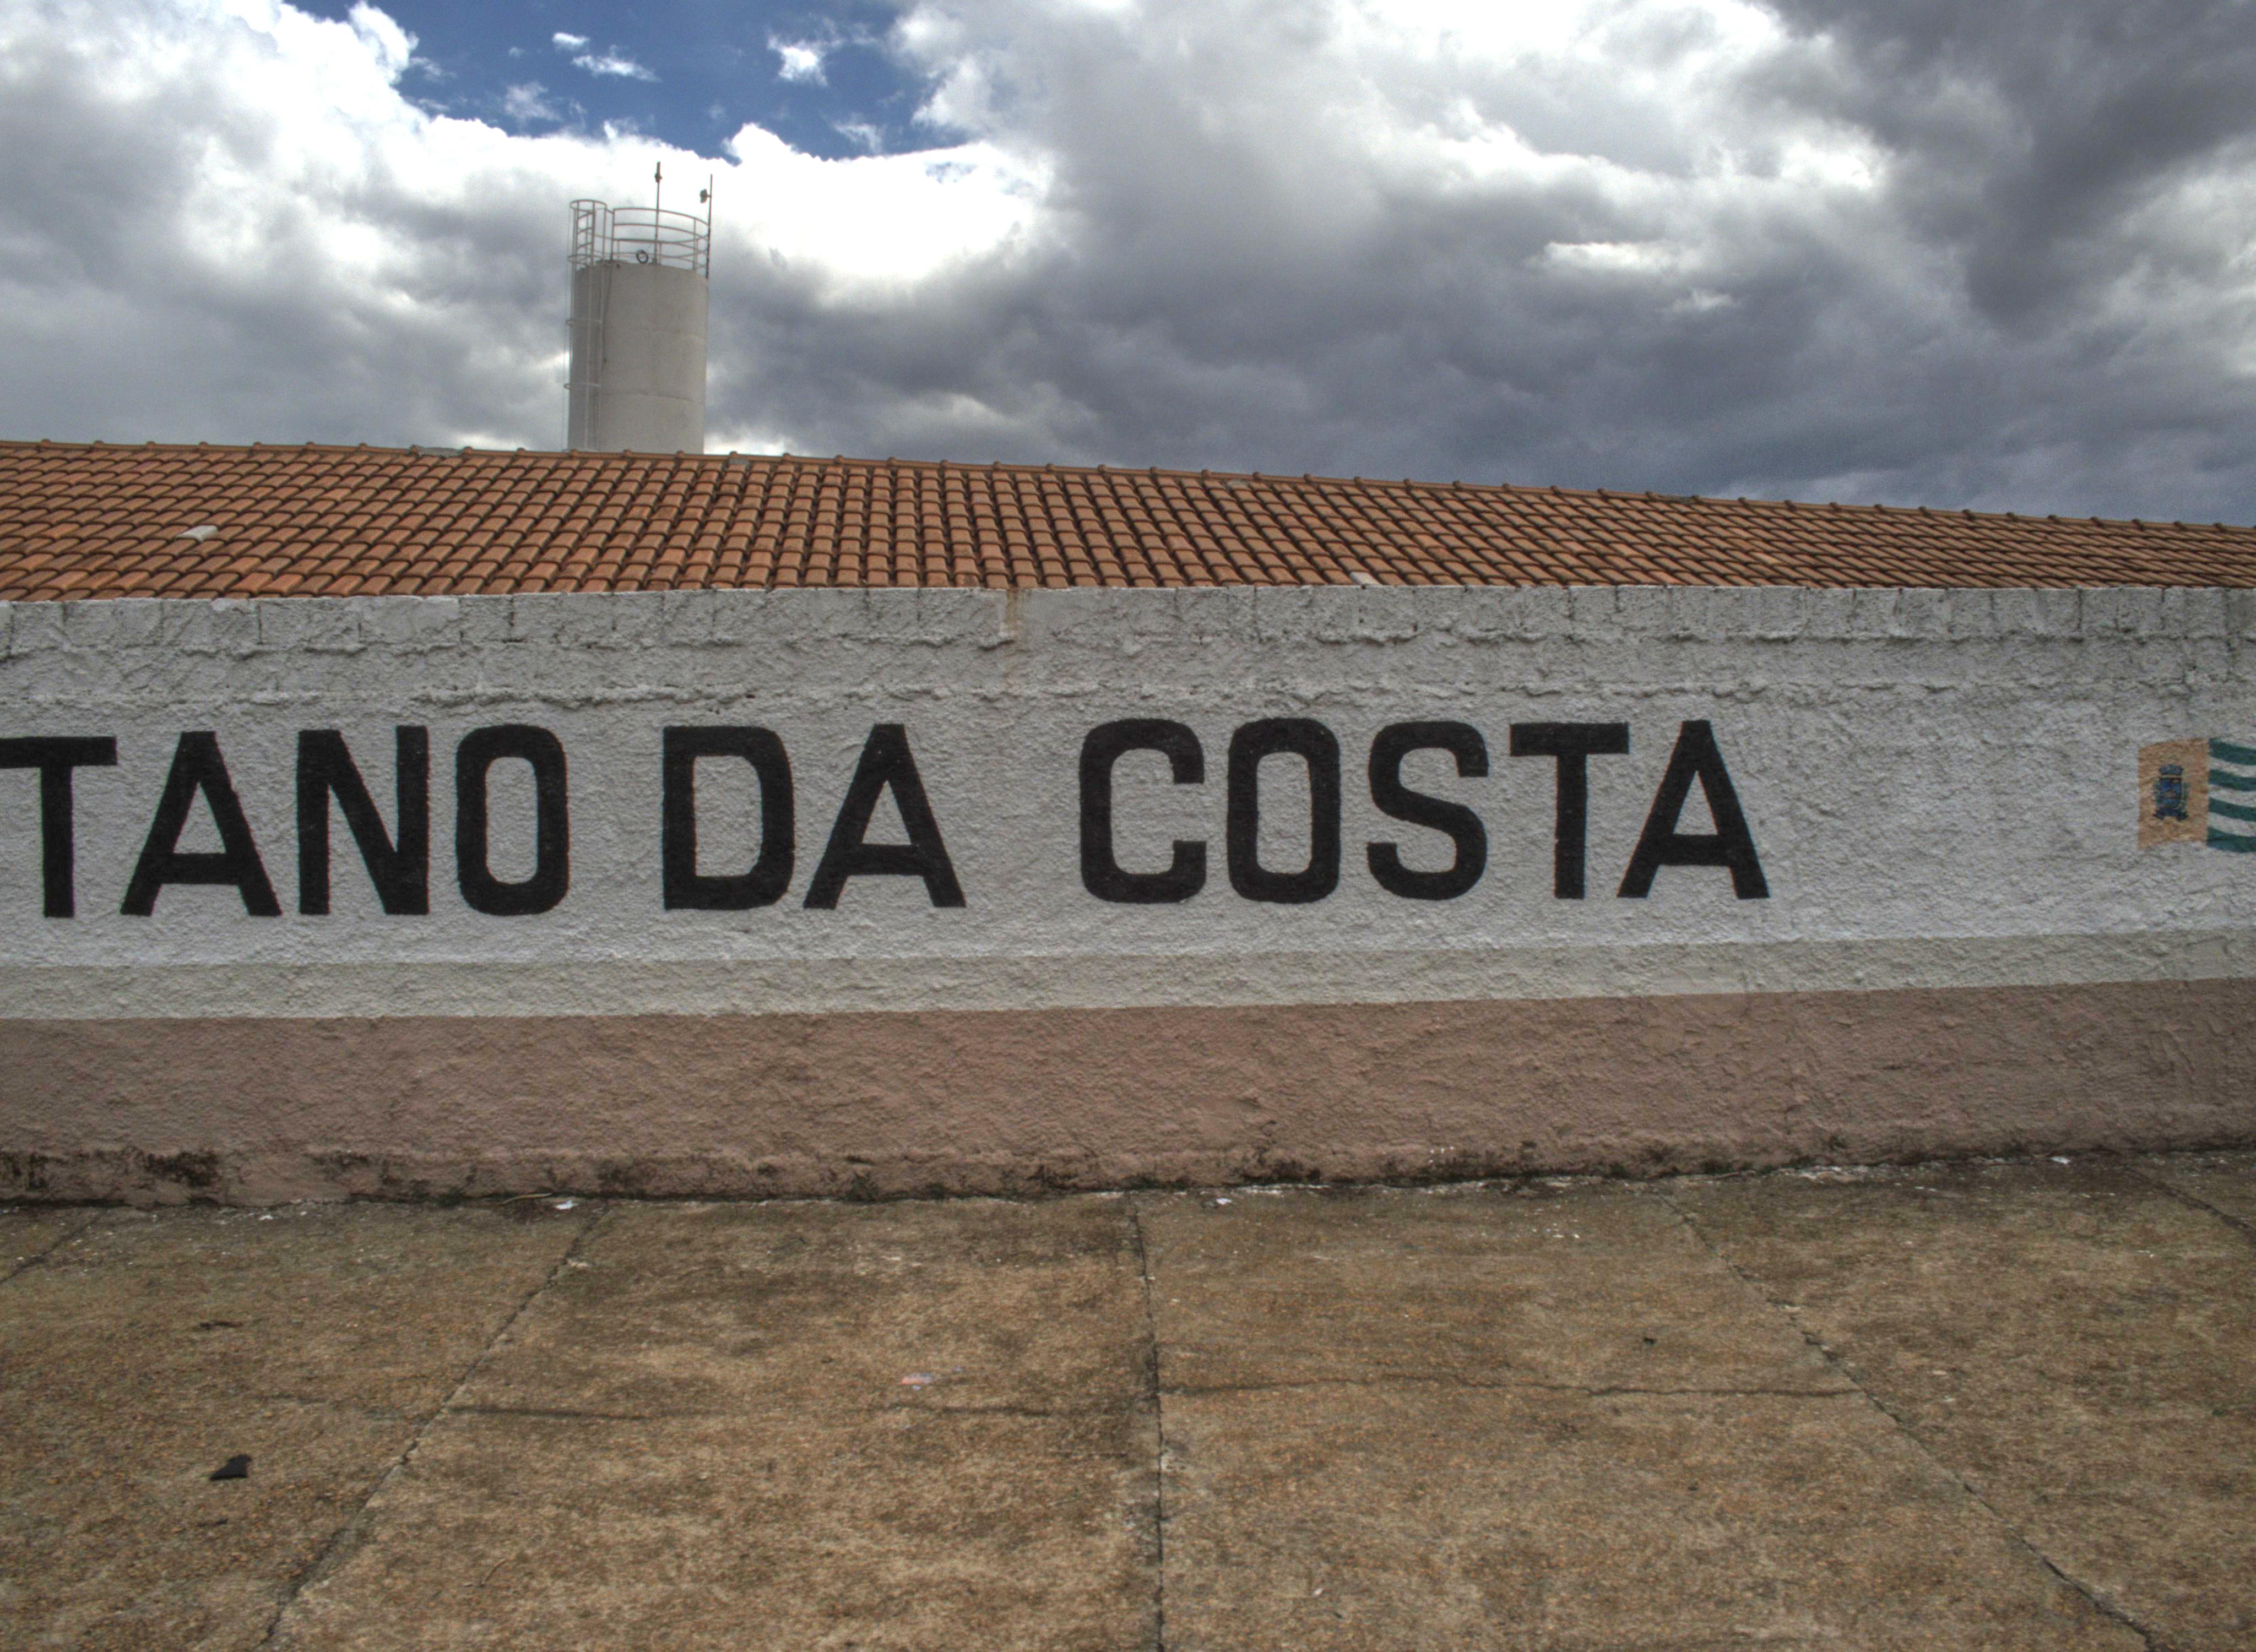 TANO DA COSTA